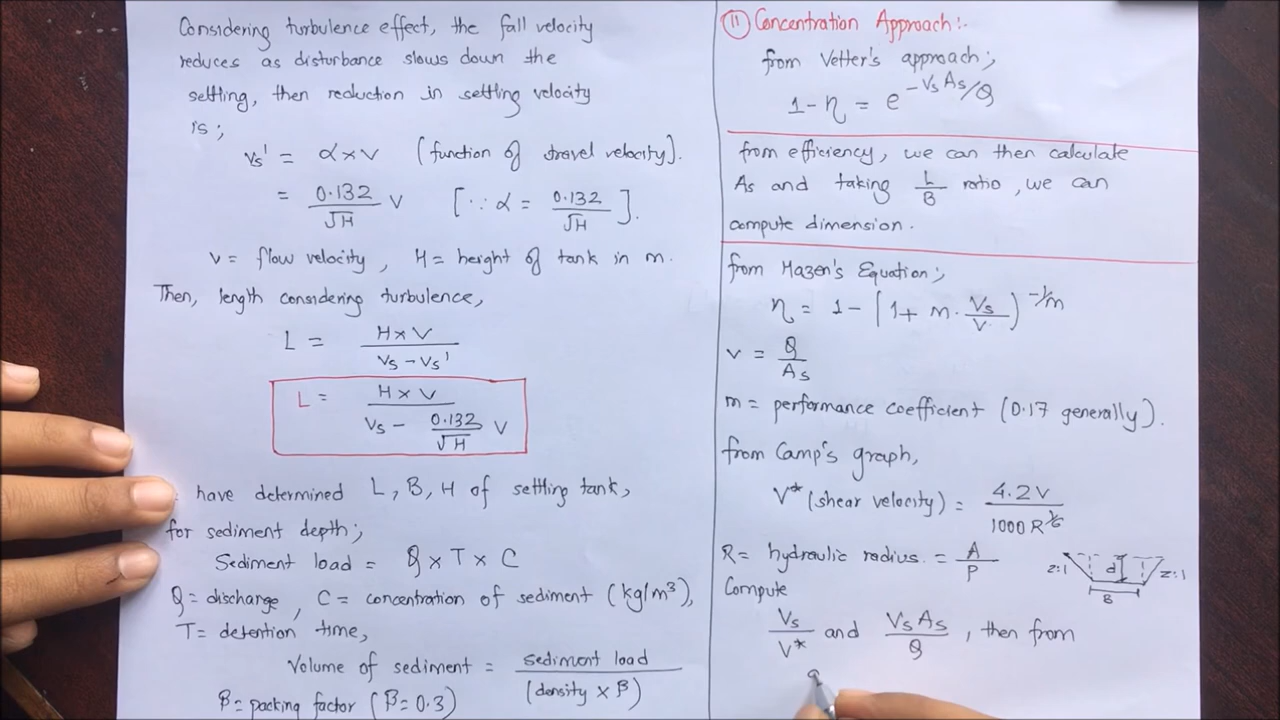 Considering turbulence effect, the fall velocity
reduces as disturbance slows down the
settling, then reduction in settling velocity
is;
Vs' = α×V (function of travel velocity).
= 0.132/√H V [∵ α = 0.132/√H].
V = flow velocity, H = height of tank in m.
Then, length considering turbulence,
L = H×V / Vs - Vs'
L = H×V / Vs - 0.132/√H V
have determined L, B, H of settling tank,
for sediment depth;
Sediment load = Q × T × C
Q = discharge, C = concentration of sediment (kg/m³),
T = detention time,
Volume of sediment = sediment load / (density × β)
β = packing factor (β = 0.3)
(11) Concentration Approach:-
from Vetter's approach;
1-η = e^-VsAs/Q
from efficiency, we can then calculate
As and taking L/B ratio, we can
compute dimension.
from Hazen's Equation;
η = 1 - [1 + m. Vs/V.)^-1/m
v = Q/As
m = performance coefficient (0.17 generally).
from Camp's graph,
V* (shear velocity) = 4.2V / 1000 R^1/6
R = hydraulic radius. = A/P
z:1 d z:1
B
Compute
Vs/V* and VsAs/Q, then from